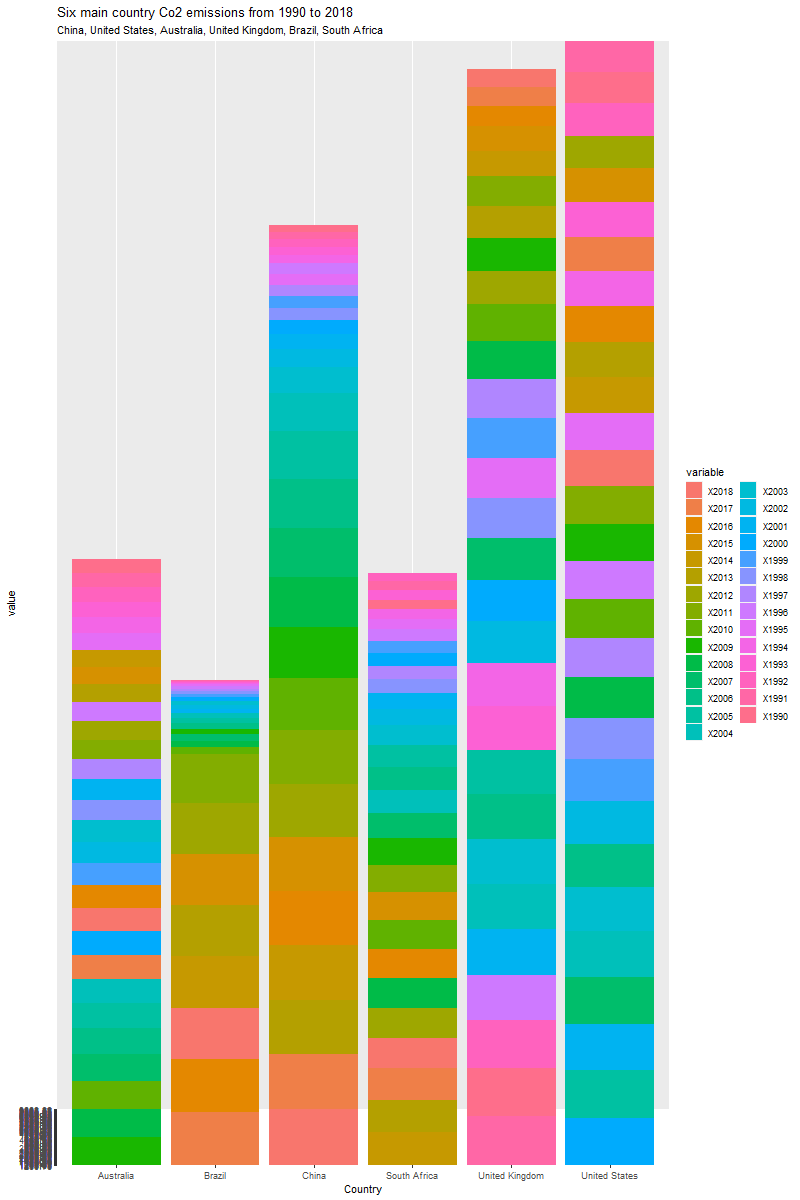 Six main country Co2 emissions from 1990 to 2018
China, United States, Australia, United Kingdom, Brazil, South Africa
value
variable
X2018
X2017
X2016
X2015
X2014
X2013
X2012
X2011
X2010
X2009
X2008
X2007
X2006
X2005
X2004
X2003
X2002
X2001
X2000
X1999
X1998
X1997
X1996
X1995
X1994
X1993
X1992
X1991
X1990
Australia
Brazil
China
South Africa
United Kingdom
United States
Country